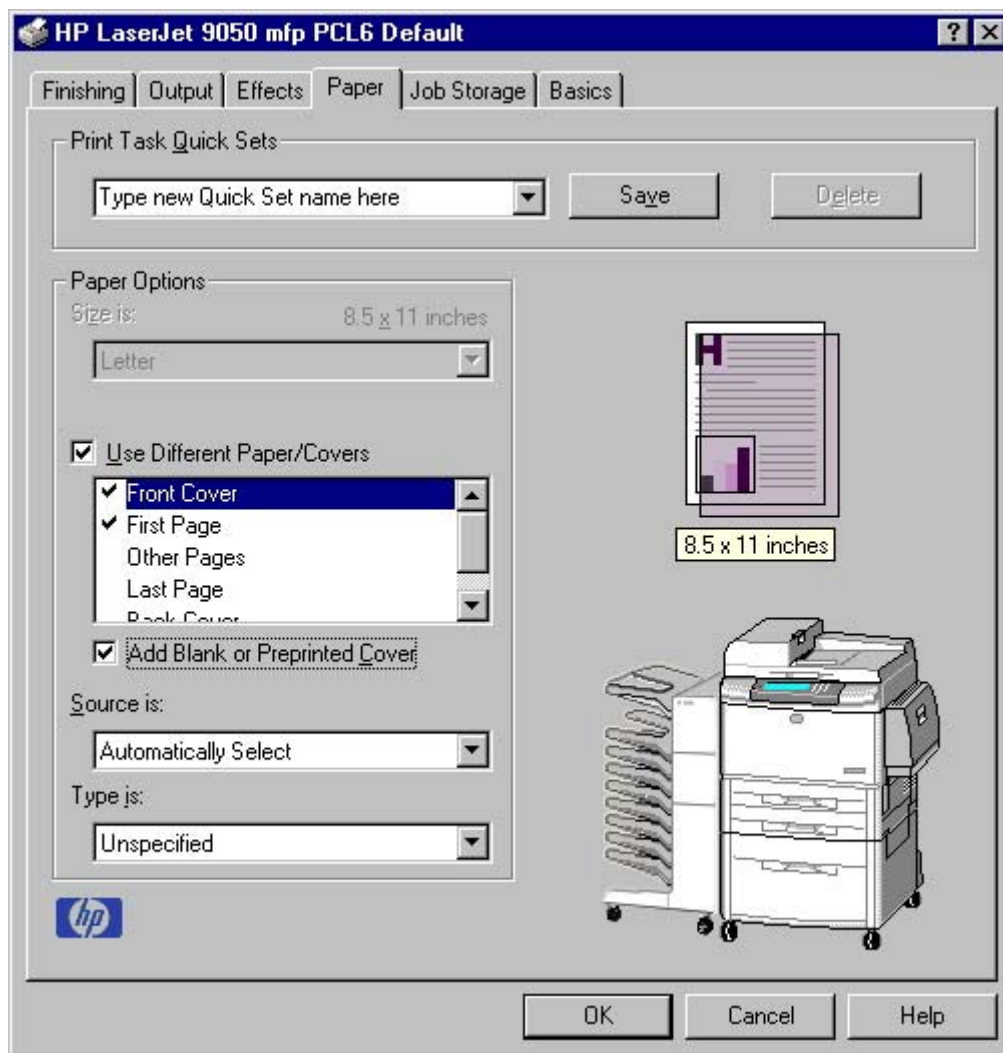 HP LaserJet 9050 mfp PCL6 Default
Finishing Output Effects Paper Job Storage Basics
Print Task Quick Sets
Type new Quick Set name here Save Delete
Paper Options
Size is: 8.5 x 11 inches
Letter
Use Different Paper/Covers
Front Cover
First Page
Other Pages
Last Page
Back Cover
Add Blank or Preprinted Cover
Source is:
Automatically Select
Type is:
Unspecified
H
8.5 x 11 inches
hp
OK Cancel Help